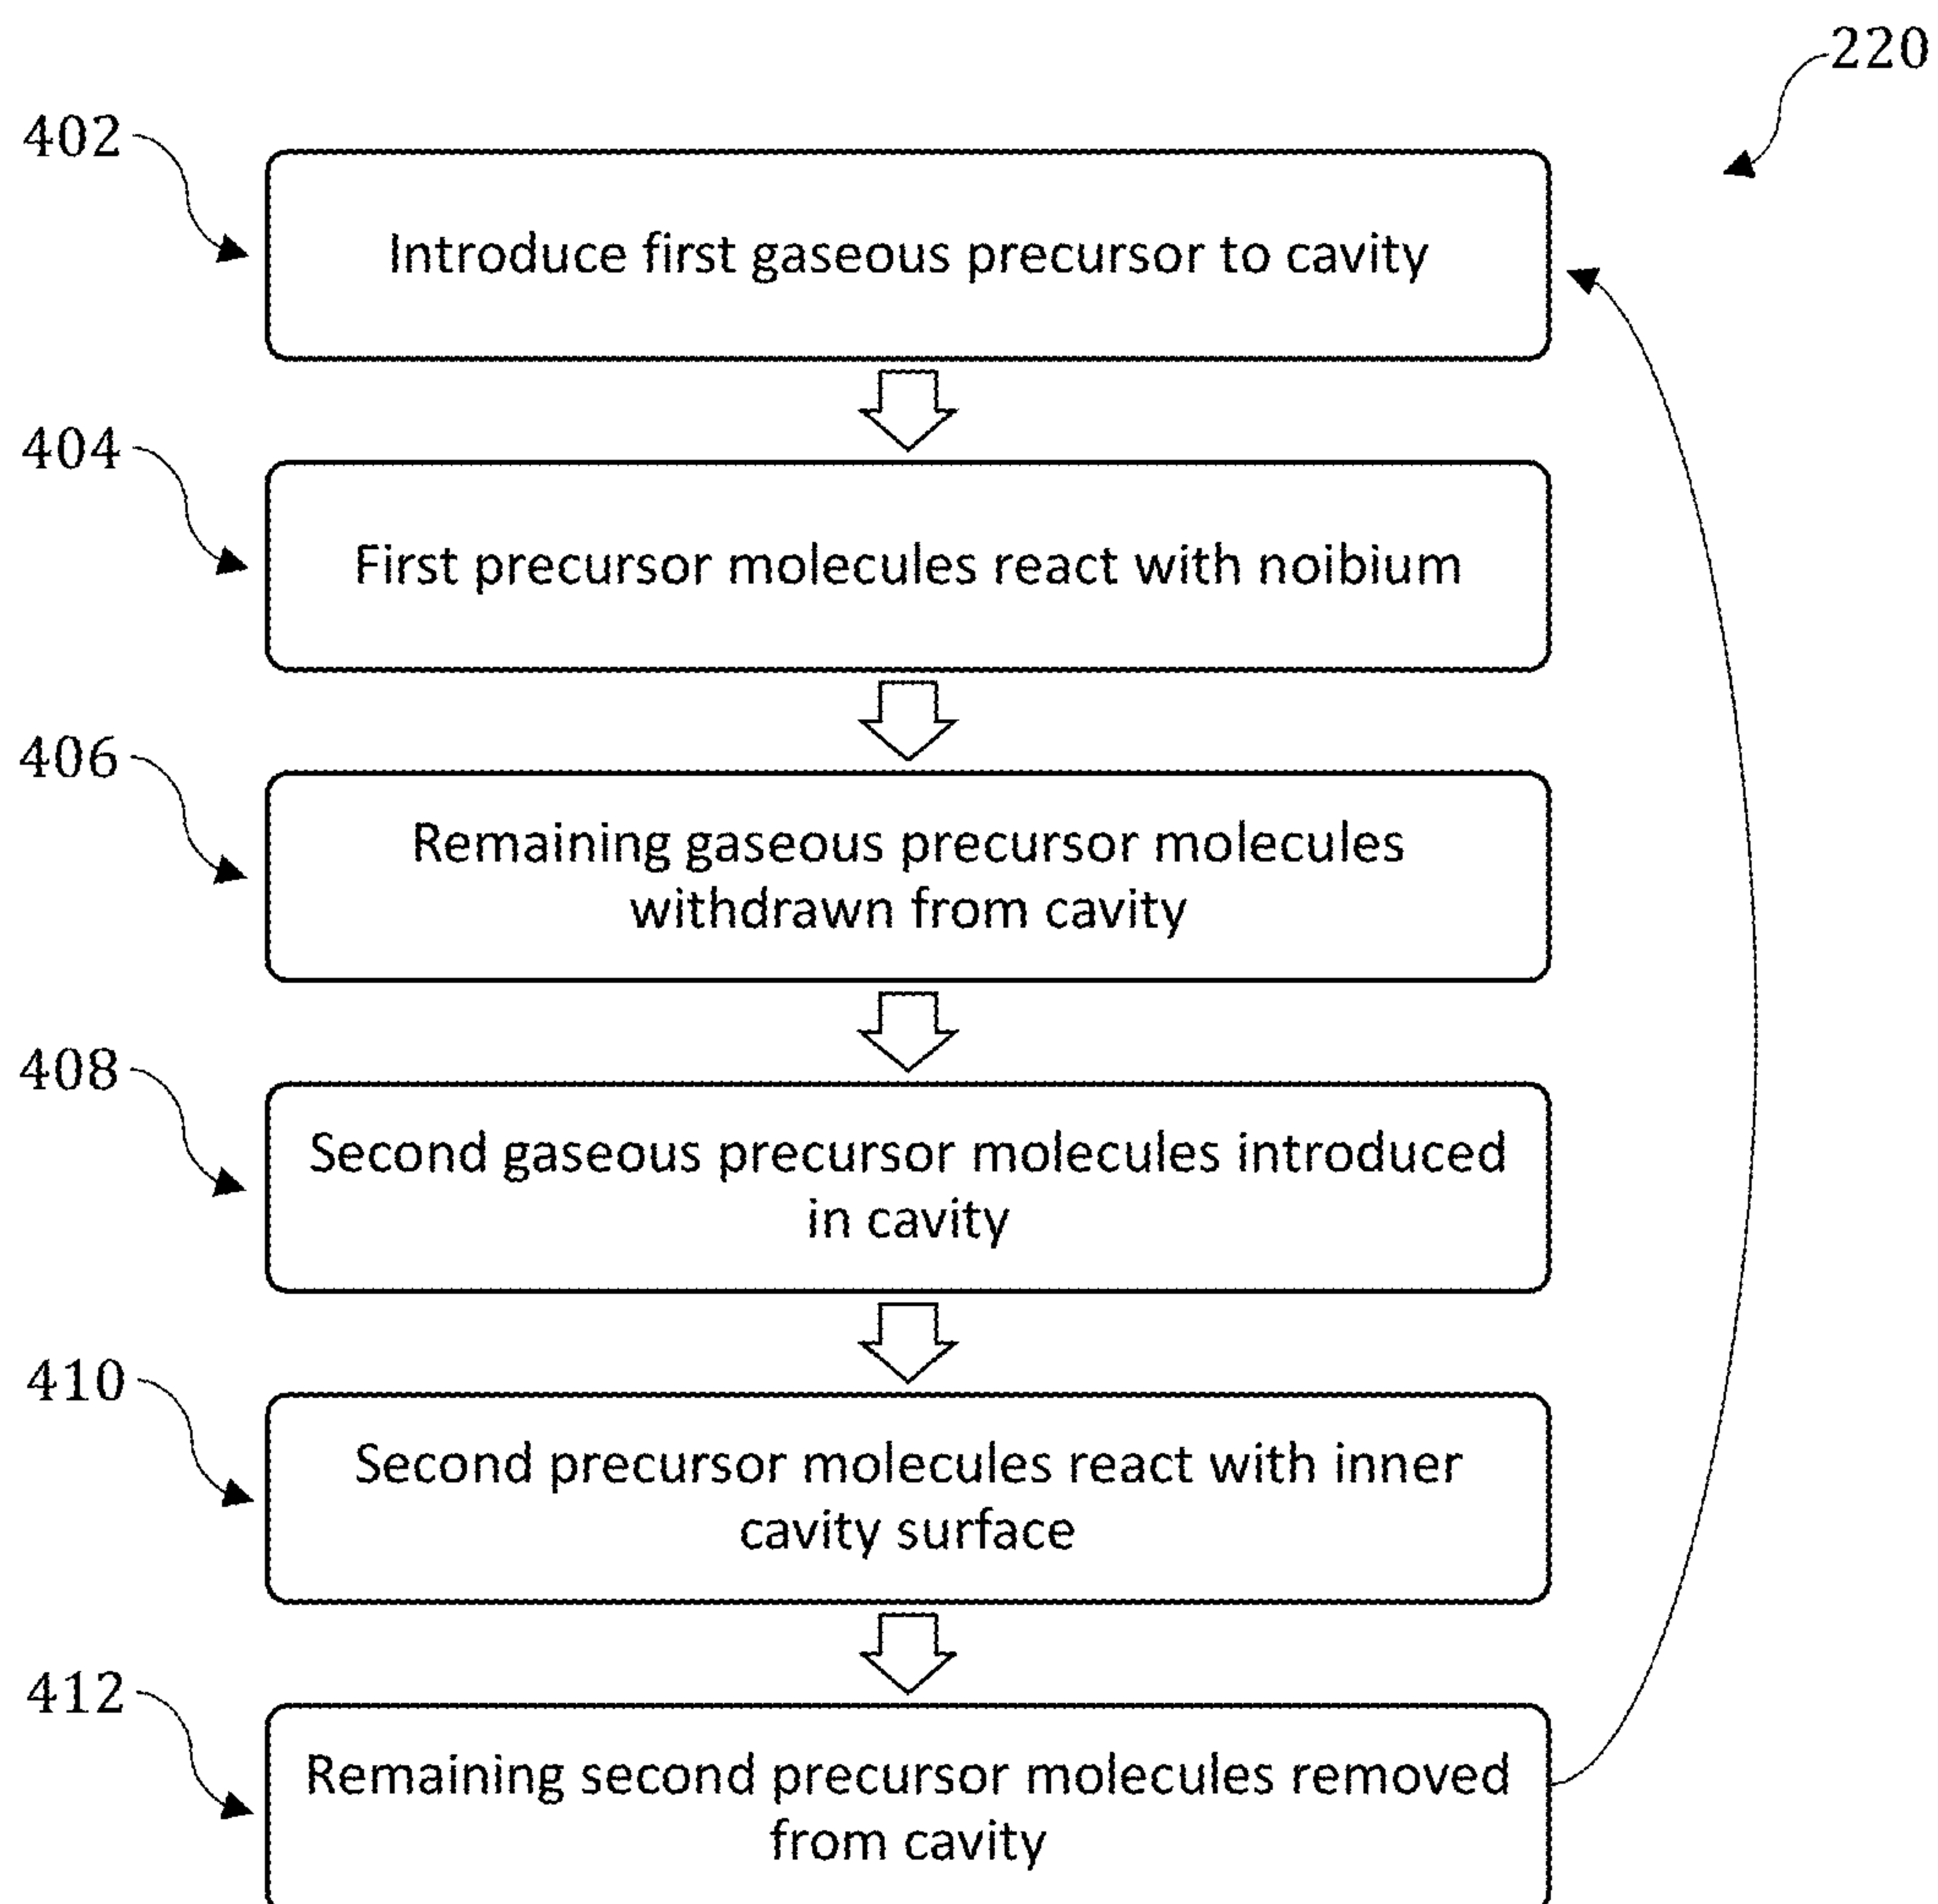 220
402
Introduce first gaseous precursor to cavity
404
First precursor molecules react with noibium
406
Remaining gaseous precursor molecules
withdrawn from cavity
408
Second gaseous precursor molecules introduced
in cavity
410
Second precursor molecules react with inner
cavity surface
412
Remaining second precursor molecules removed
from cavity